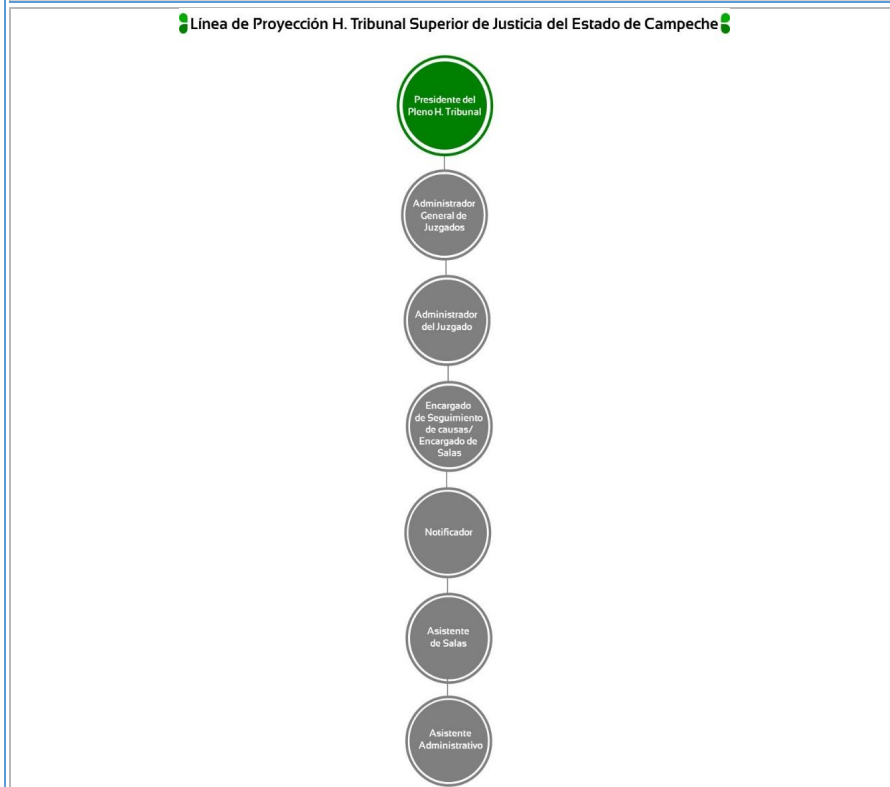 Línea de Proyección H. Tribunal Superior de Justicia del Estado de Campeche
Presidente del
Pleno H. Tribunal
Administrador
General de
Juzgados
Administrador
del Juzgado
Encargado
de Seguimiento
de causas/
Encargado de
Salas
Notificador
Asistente
de Salas
Asistente
Administrativo